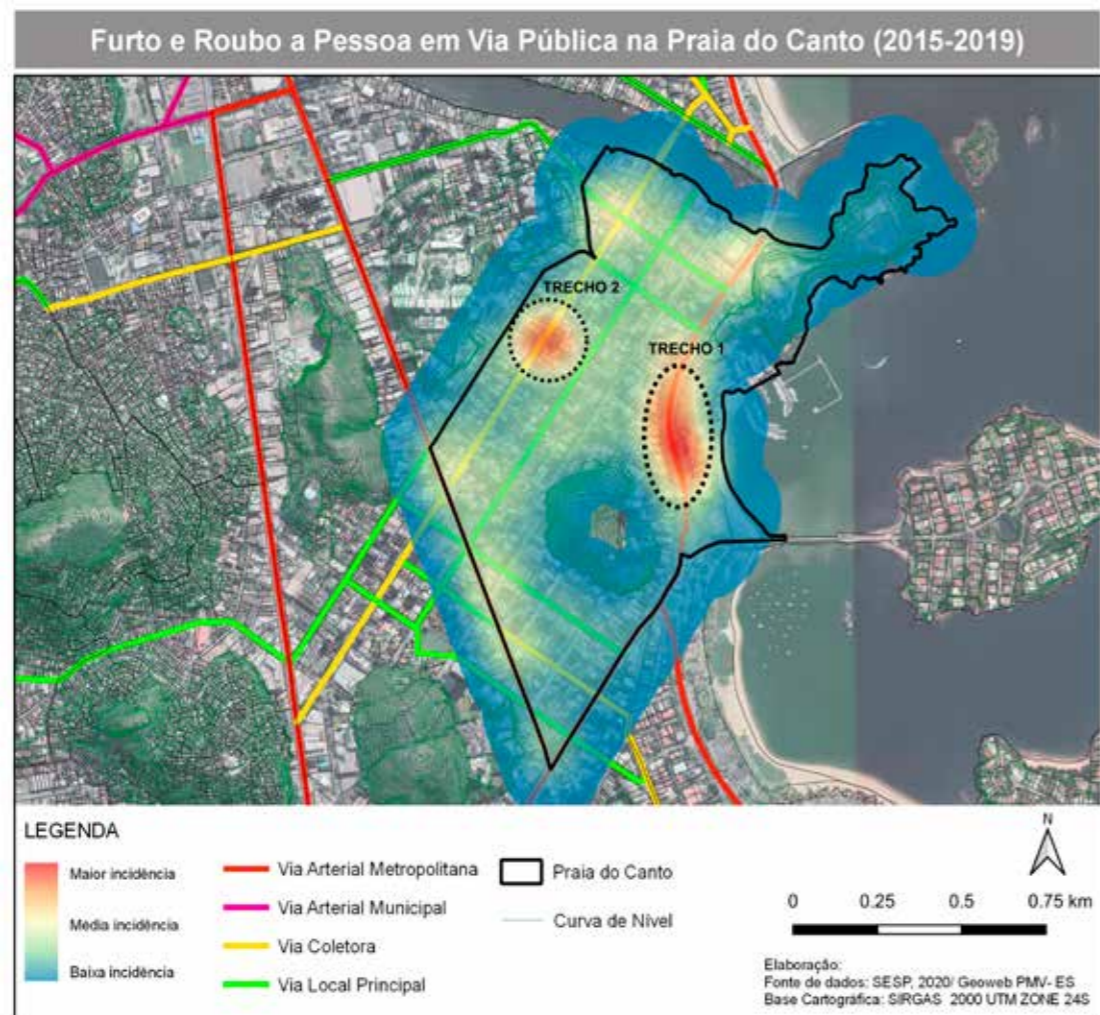 Furto e Roubo a Pessoa em Via Pública na Praia do Canto (2015-2019)
TRECHO 2
TRECHO 1
LEGENDA
Maior incidência
Média incidência
Baixa incidência
Via Arterial Metropolitana
Via Arterial Municipal
Via Coletora
Via Local Principal
Praia do Canto
Curva de Nível
N
0 0.25 0.5 0.75 km
Elaboração:
Fonte de dados: SESP, 2020/ Geoweb PMV- ES
Base Cartográfica: SIRGAS 2000 UTM ZONE 24S